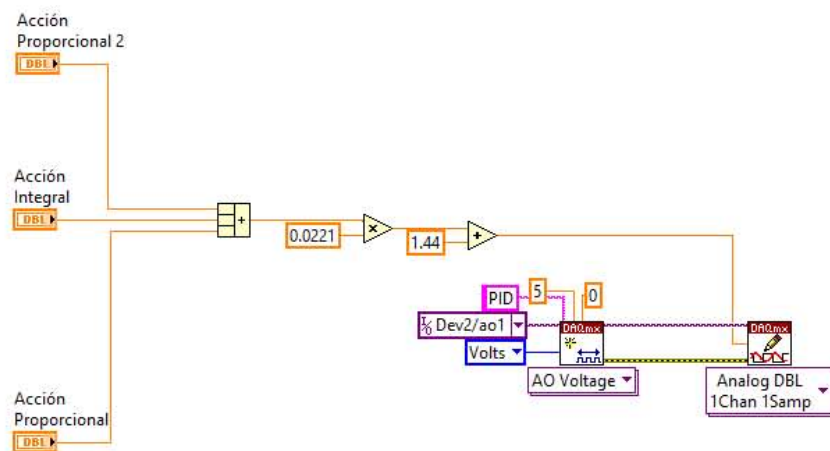 Acción
Proporcional 2
DBL
Acción
Integral
DBL
+
0.0221
×
1.44
+
PID
5
0
I/O Dev2/ao1
Volts
DAQmx
AO Voltage
DAQmx
Analog DBL
1Chan 1Samp
Acción
Proporcional
DBL